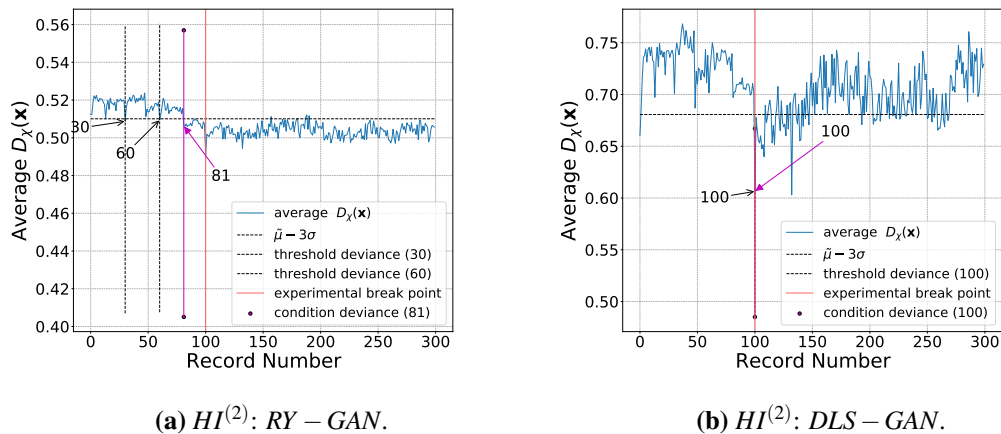 0.56
0.54
0.52
0.50
0.48
0.46
0.44
0.42
0.40
Average D_χ(x)
30
60
81
average D_χ(x)
μ̃ − 3σ
threshold deviance (30)
threshold deviance (60)
experimental break point
condition deviance (81)
0 50 100 150 200 250 300
Record Number
(a) HI⁽²⁾: RY − GAN.
0.75
0.70
0.65
0.60
0.55
0.50
Average D_χ(x)
100
100
average D_χ(x)
μ̃ − 3σ
threshold deviance (100)
experimental break point
condition deviance (100)
0 50 100 150 200 250 300
Record Number
(b) HI⁽²⁾: DLS − GAN.